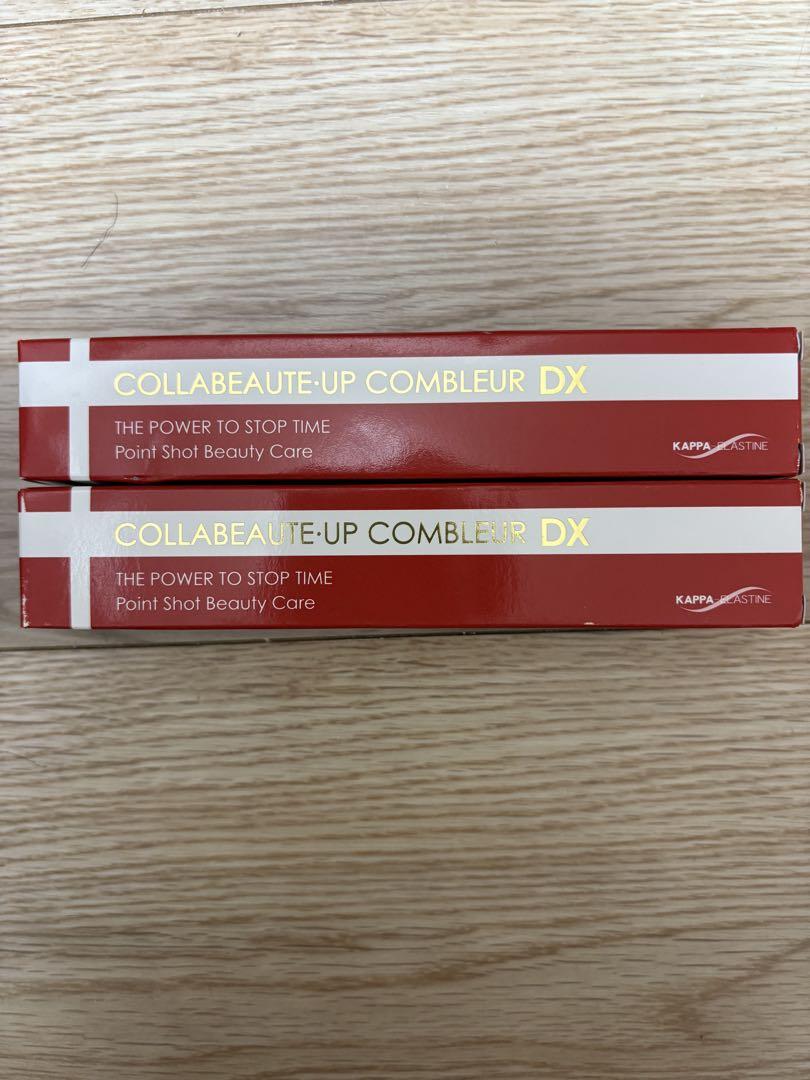 COLLABEAUTE·UP COMBLEUR DX
THE POWER TO STOP TIME
Point Shot Beauty Care
KAPPA-ELASTINE
COLLABEAUTE·UP COMBLEUR DX
THE POWER TO STOP TIME
Point Shot Beauty Care
KAPPA-ELASTINE